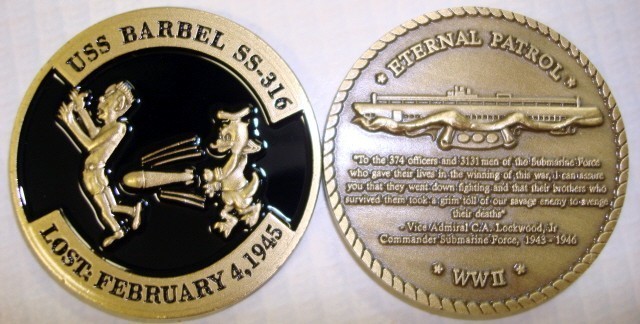 USS BARBEL SS-316
LOST: FEBRUARY 4, 1945
* ETERNAL PATROL *
"To the 374 officers and 3131 men of the Submarine Force
who gave their lives in the winning of this war, I can assure
you that they went down fighting and that their brothers who
survived them took a grim toll of our savage enemy to avenge
their deaths"
- Vice Admiral C.A. Lockwood, Jr
Commander Submarine Force, 1943 - 1946
* WWII *